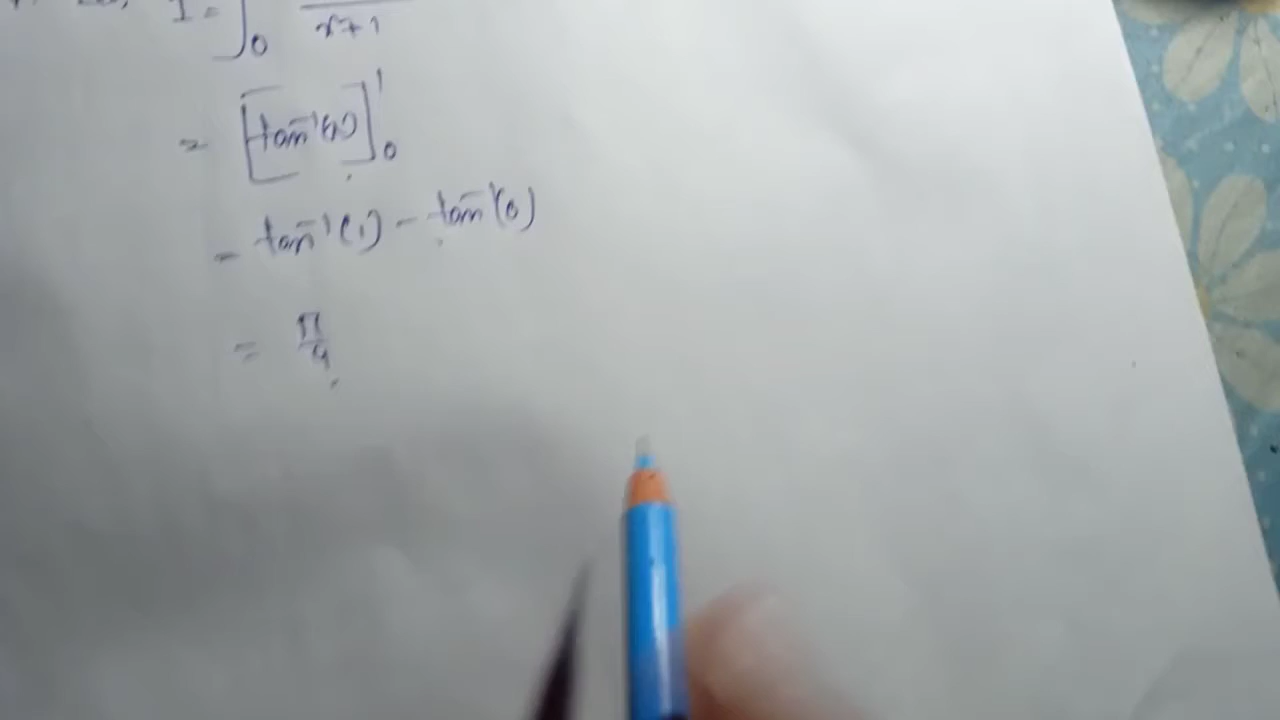 I = ∫₀ x²+1
= [tan⁻¹(x)]₀¹
= tan⁻¹(1) - tan⁻¹(0)
= π/4